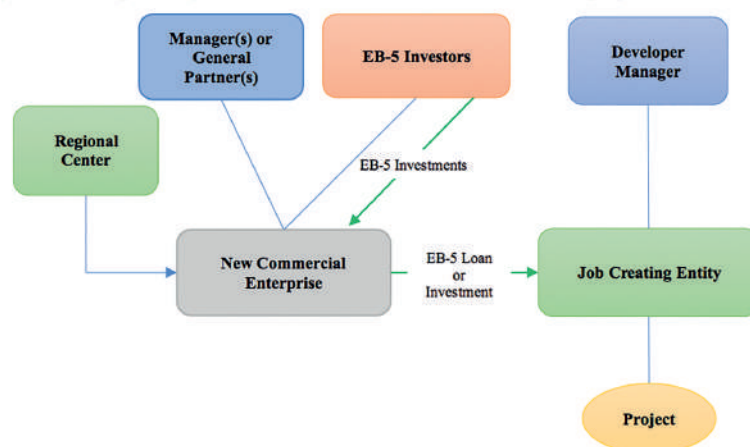 Manager(s) or
General
Partner(s)
EB-5 Investors
Developer
Manager
Regional
Center
EB-5 Investments
New Commercial
Enterprise
EB-5 Loan
or
Investment
Job Creating Entity
Project